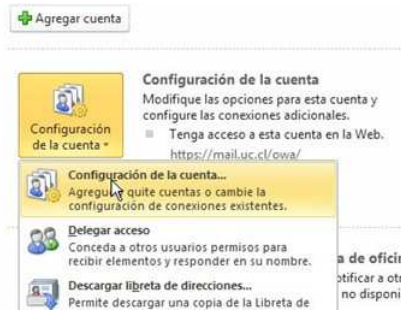 Agregar cuenta
Configuración de la cuenta
Modifique las opciones para esta cuenta y
configure las conexiones adicionales.
Tenga acceso a esta cuenta en la Web.
https://mail.uc.cl/owa/
Configuración
de la cuenta
Configuración de la cuenta...
Agregue o quite cuentas o cambie la
configuración de conexiones existentes.
Delegar acceso
Conceda a otros usuarios permisos para
recibir elementos y responder en su nombre.
a de oficin
otificar a otr
no disponi
Descargar libreta de direcciones...
Permite descargar una copia de la Libreta de